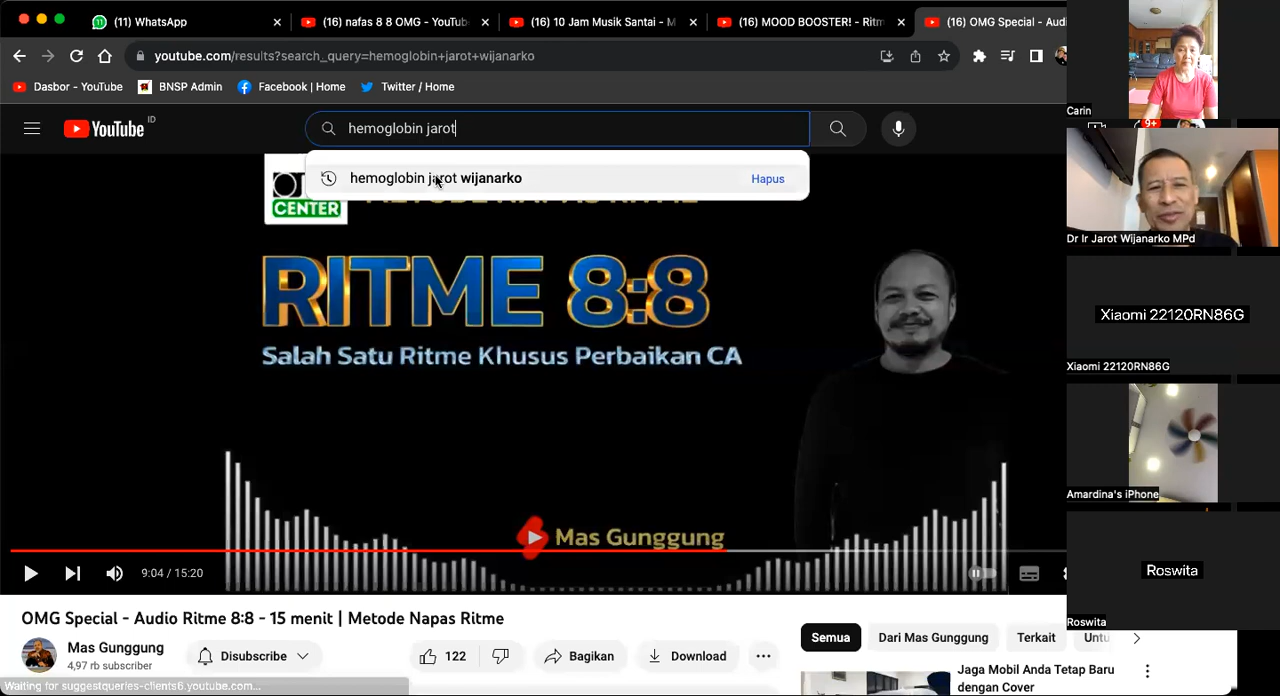 (11) WhatsApp
(16) nafas 8 8 OMG - YouTub
(16) 10 Jam Musik Santai - M
(16) MOOD BOOSTER! - Ritm
(16) OMG Special - Audi
youtube.com/results?search_query=hemoglobin+jarot+wijanarko
Dasbor - YouTube
BNSP Admin
Facebook | Home
Twitter / Home
Carin
9+
YouTube ID
hemoglobin jarot
hemoglobin jarot wijanarko
Hapus
CENTER
RITME 8:8
Salah Satu Ritme Khusus Perbaikan CA
Dr Ir Jarot Wijanarko MPd
Xiaomi 22120RN86G
Xiaomi 22120RN86G
Amardina's iPhone
Mas Gunggung
9:04 / 15:20
Roswita
Roswita
OMG Special - Audio Ritme 8:8 - 15 menit | Metode Napas Ritme
Mas Gunggung
4,97 rb subscriber
Disubscribe
122
Bagikan
Download
Semua
Dari Mas Gunggung
Terkait
Untu
Jaga Mobil Anda Tetap Baru
dengan Cover
Waiting for suggestqueries-clients6.youtube.com...